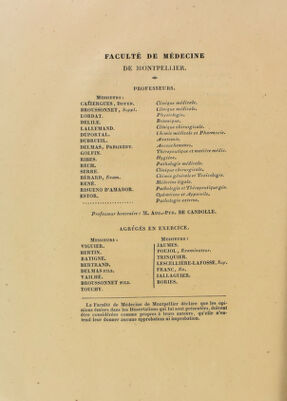 FACULTÉ DE MÉDECINE
DE MONTPELLIER.
PROFESSEURS.
MESSIEURS:
CAIZERGUES, DOYEN. Clinique médicale.
BROUSSONNET, Suppl. Clinique médicale.
LORDAT. Physiologie.
DELILE. Botanique.
LALLEMAND. Clinique chirurgicale.
DUPORTAL. Chimie médicale et Pharmacie.
DUBRUEIL. Anatomie.
DELMAS, PRÉSIDENT. Accouchements.
GOLFIN. Thérapeutique et matière médic.
RIBES. Hygiène.
RECH. Pathologie médicale.
SERRE. Clinique chirurgicale.
BÉRARD, Exam. Chimie générale et Toxicologie.
RENÉ. Médecine légale.
RISUENO D'AMADOR. Pathologie et Thérapeutique gén.
ESTOR. Opérations et Appareils.
.................. Pathologie externe.
Professeur honoraire : M. AUG.-PYR. DE CANDOLLE.
AGRÉGÉS EN EXERCICE.
MESSIEURS: MESSIEURS:
VIGUIER. JAUMES.
BERTIN. POUJOL, Examinateur.
BATIGNE. TRINQUIER.
BERTRAND. LESCELLIÈRE-LAFOSSE, Sup.
DELMAS FILS. FRANC, Ex.
VAILHÉ. JALLAGUIER.
BROUSSONNET FILS. BORIES.
TOUCHY.
La Faculté de Médecine de Montpellier déclare que les opi-
nions émises dans les Dissertations qui lui sont présentées, doivent
être considérées comme propres à leurs auteurs, qu'elle n'en-
tend leur donner aucune approbation ni improbation.